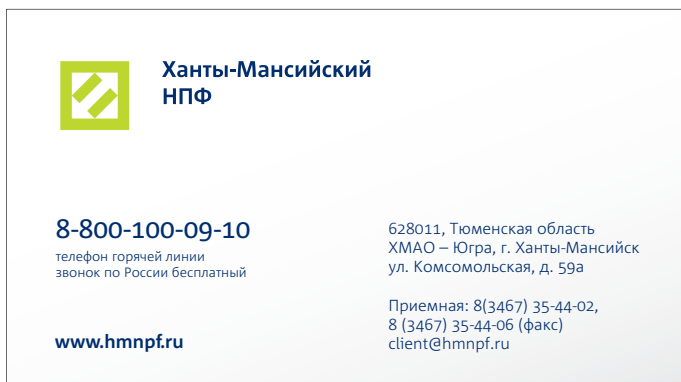 Ханты-Мансийский
НПФ
8-800-100-09-10
телефон горячей линии
звонок по России бесплатный
www.hmnpf.ru
628011, Тюменская область
ХМАО – Югра, г. Ханты-Мансийск
ул. Комсомольская, д. 59а
Приемная: 8(3467) 35-44-02,
8 (3467) 35-44-06 (факс)
client@hmnpf.ru